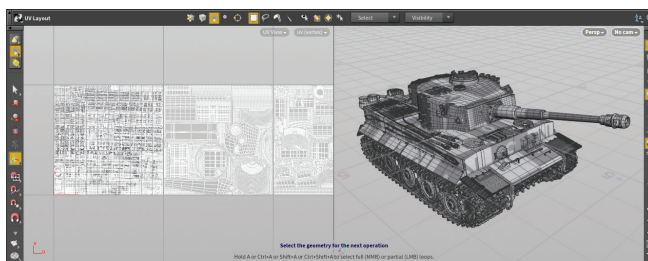 UV Layout
Select
Visibility
UV View
uv (vertex)
Persp
No cam
Select the geometry for the next operation
Hold A or Ctrl+A or Shift+A or Ctrl+Shift+A to select full (MMB) or partial (LMB) loops.